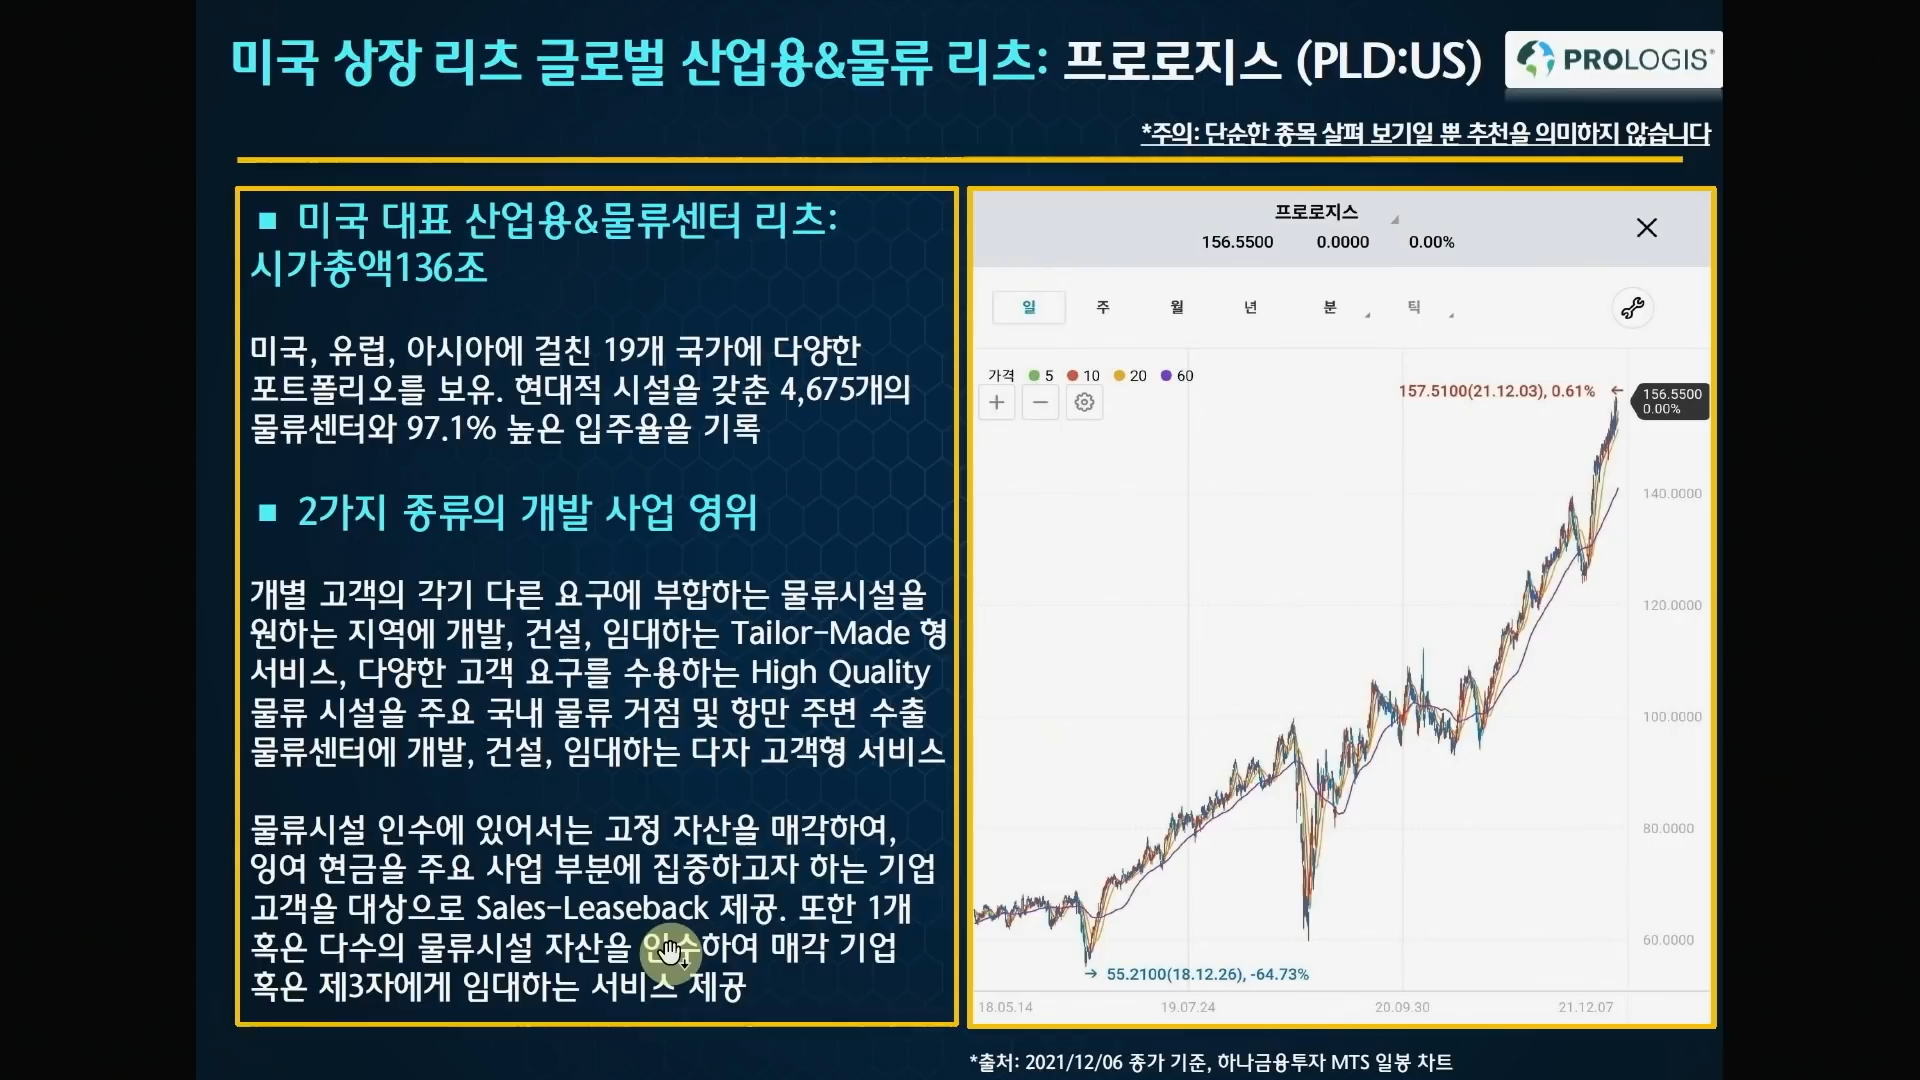 미국 상장 리츠 글로벌 산업용&물류 리츠: 프로로지스 (PLD:US)
PROLOGIS
*주의: 단순한 종목 살펴 보기일 뿐 추천을 의미하지 않습니다
■ 미국 대표 산업용&물류센터 리츠:
시가총액136조
미국, 유럽, 아시아에 걸친 19개 국가에 다양한
포트폴리오를 보유. 현대적 시설을 갖춘 4,675개의
물류센터와 97.1% 높은 입주율을 기록
■ 2가지 종류의 개발 사업 영위
개별 고객의 각기 다른 요구에 부합하는 물류시설을
원하는 지역에 개발, 건설, 임대하는 Tailor-Made 형
서비스, 다양한 고객 요구를 수용하는 High Quality
물류 시설을 주요 국내 물류 거점 및 항만 주변 수출
물류센터에 개발, 건설, 임대하는 다자 고객형 서비스
물류시설 인수에 있어서는 고정 자산을 매각하여,
잉여 현금을 주요 사업 부분에 집중하고자 하는 기업
고객을 대상으로 Sales-Leaseback 제공. 또한 1개
혹은 다수의 물류시설 자산을 인수하여 매각 기업
혹은 제3자에게 임대하는 서비스 제공
프로로지스
156.5500 0.0000 0.00%
일 주 월 년 분 틱
가격 5 10 20 60
157.5100(21.12.03), 0.61% ←
156.5500
0.00%
140.0000
120.0000
100.0000
80.0000
60.0000
→ 55.2100(18.12.26), -64.73%
18.05.14 19.07.24 20.09.30 21.12.07
*출처: 2021/12/06 종가 기준, 하나금융투자 MTS 일봉 차트